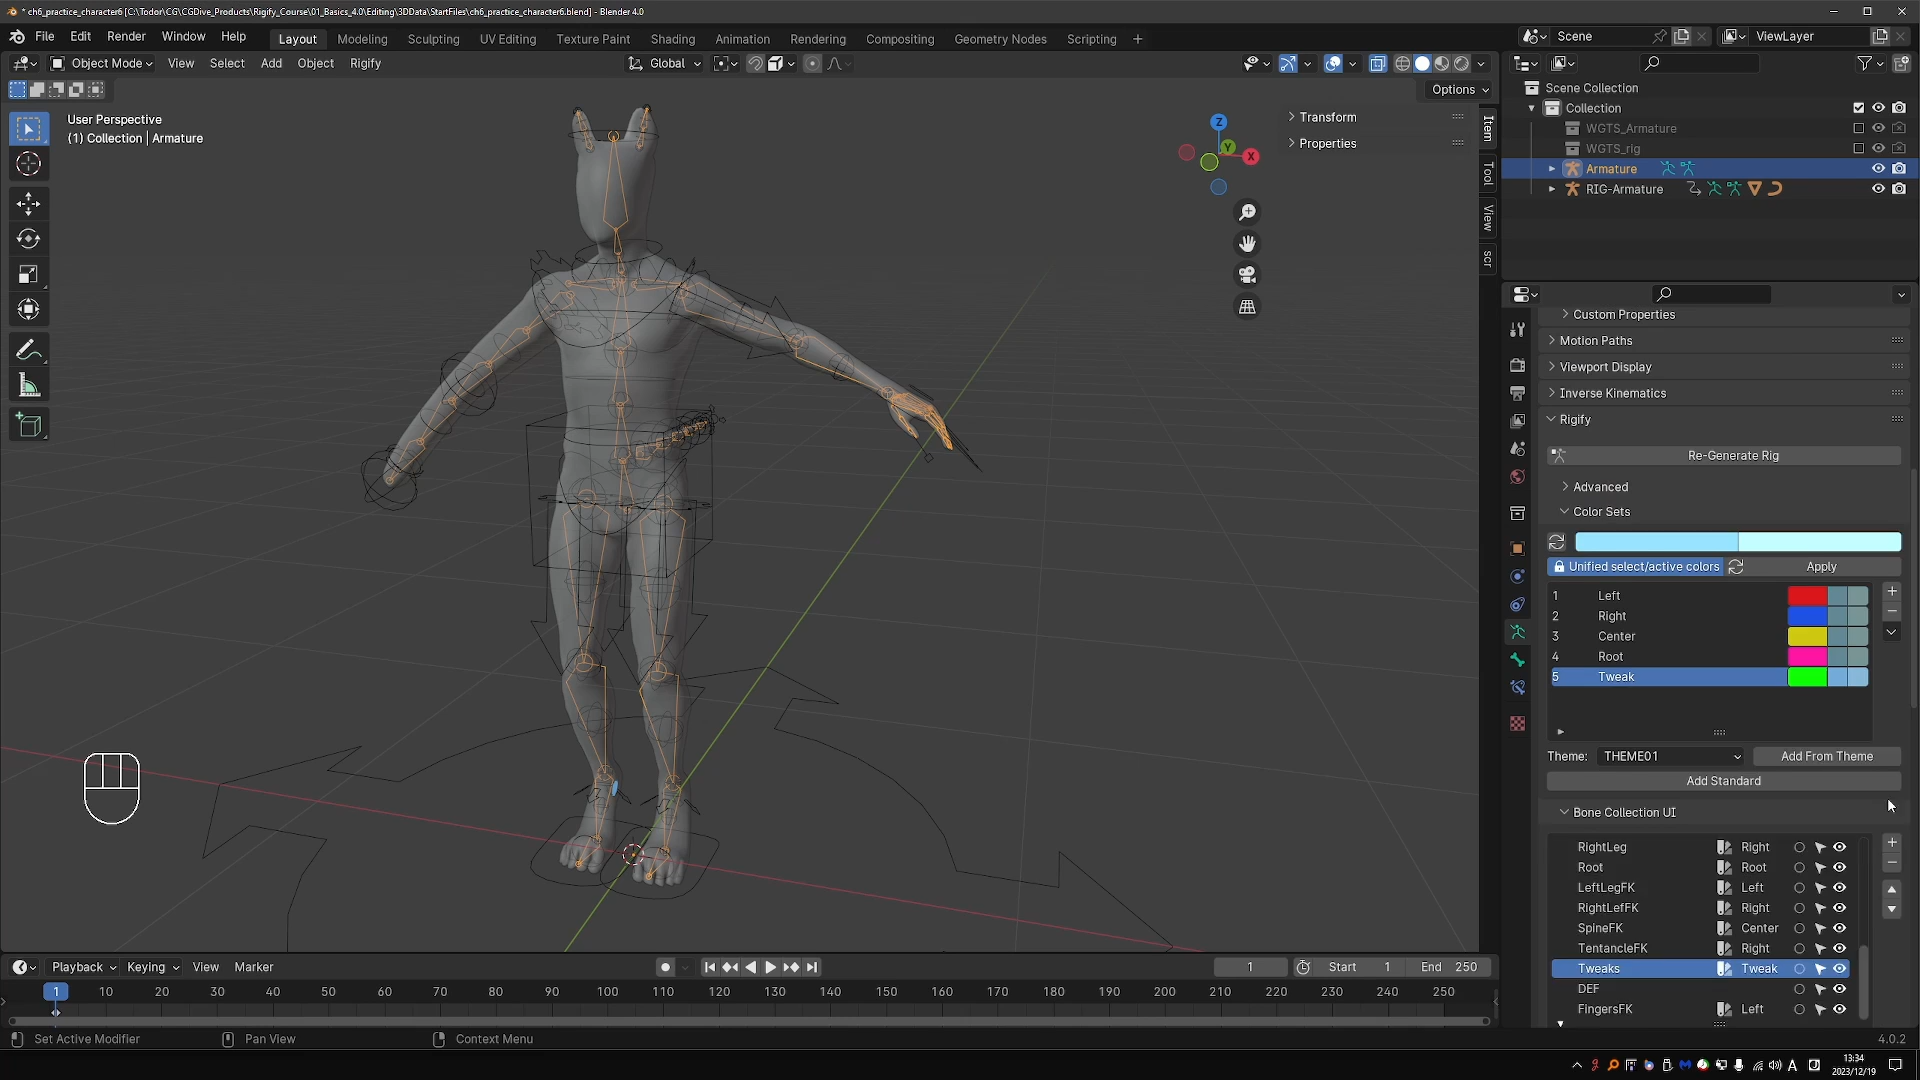 * ch6_practice_character6 [C:\Todor\CG\CGDive_Products\Rigify_Course\01_Basics_4.0\Editing\3DData\StartFiles\ch6_practice_character6.blend] - Blender 4.0
File Edit Render Window Help Layout Modeling Sculpting UV Editing Texture Paint Shading Animation Rendering Compositing Geometry Nodes Scripting + Scene ViewLayer
Object Mode View Select Add Object Rigify Global
Options
User Perspective
(1) Collection | Armature
Z
Y
X
Transform
Properties
Item
Tool
View
scr
Scene Collection
Collection
WGTS_Armature
WGTS_rig
Armature
RIG-Armature
Custom Properties
Motion Paths
Viewport Display
Inverse Kinematics
Rigify
Re-Generate Rig
Advanced
Color Sets
Unified select/active colors Apply
1 Left
2 Right
3 Center
4 Root
5 Tweak
Theme: THEME01 Add From Theme
Add Standard
Bone Collection UI
RightLeg Right
Root Root
LeftLegFK Left
RightLefFK Right
SpineFK Center
TentancleFK Right
Tweaks Tweak
DEF
FingersFK Left
Playback Keying View Marker 1 Start 1 End 250
1 10 20 30 40 50 60 70 80 90 100 110 120 130 140 150 160 170 180 190 200 210 220 230 240 250
Set Active Modifier Pan View Context Menu 4.0.2
A
13:34
2023/12/19